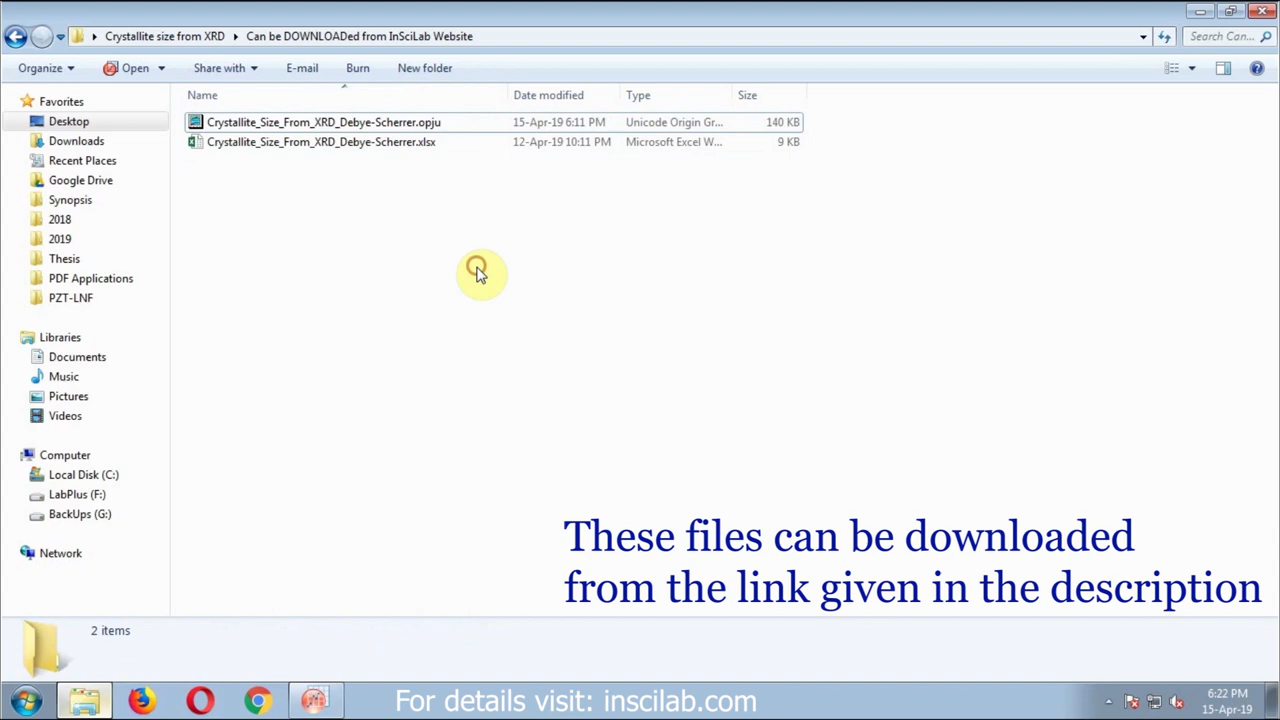 Crystallite size from XRD
Can be DOWNLOADed from InSciLab Website
Search Can...
Organize
Open
Share with
E-mail
Burn
New folder
Name
Date modified
Type
Size
Crystallite_Size_From_XRD_Debye-Scherrer.opju
15-Apr-19 6:11 PM
Unicode Origin Gr...
140 KB
Crystallite_Size_From_XRD_Debye-Scherrer.xlsx
12-Apr-19 10:11 PM
Microsoft Excel W...
9 KB
Favorites
Desktop
Downloads
Recent Places
Google Drive
Synopsis
2018
2019
Thesis
PDF Applications
PZT-LNF
Libraries
Documents
Music
Pictures
Videos
Computer
Local Disk (C:)
LabPlus (F:)
BackUps (G:)
Network
These files can be downloaded
from the link given in the description
2 items
For details visit: inscilab.com
6:22 PM
15-Apr-19